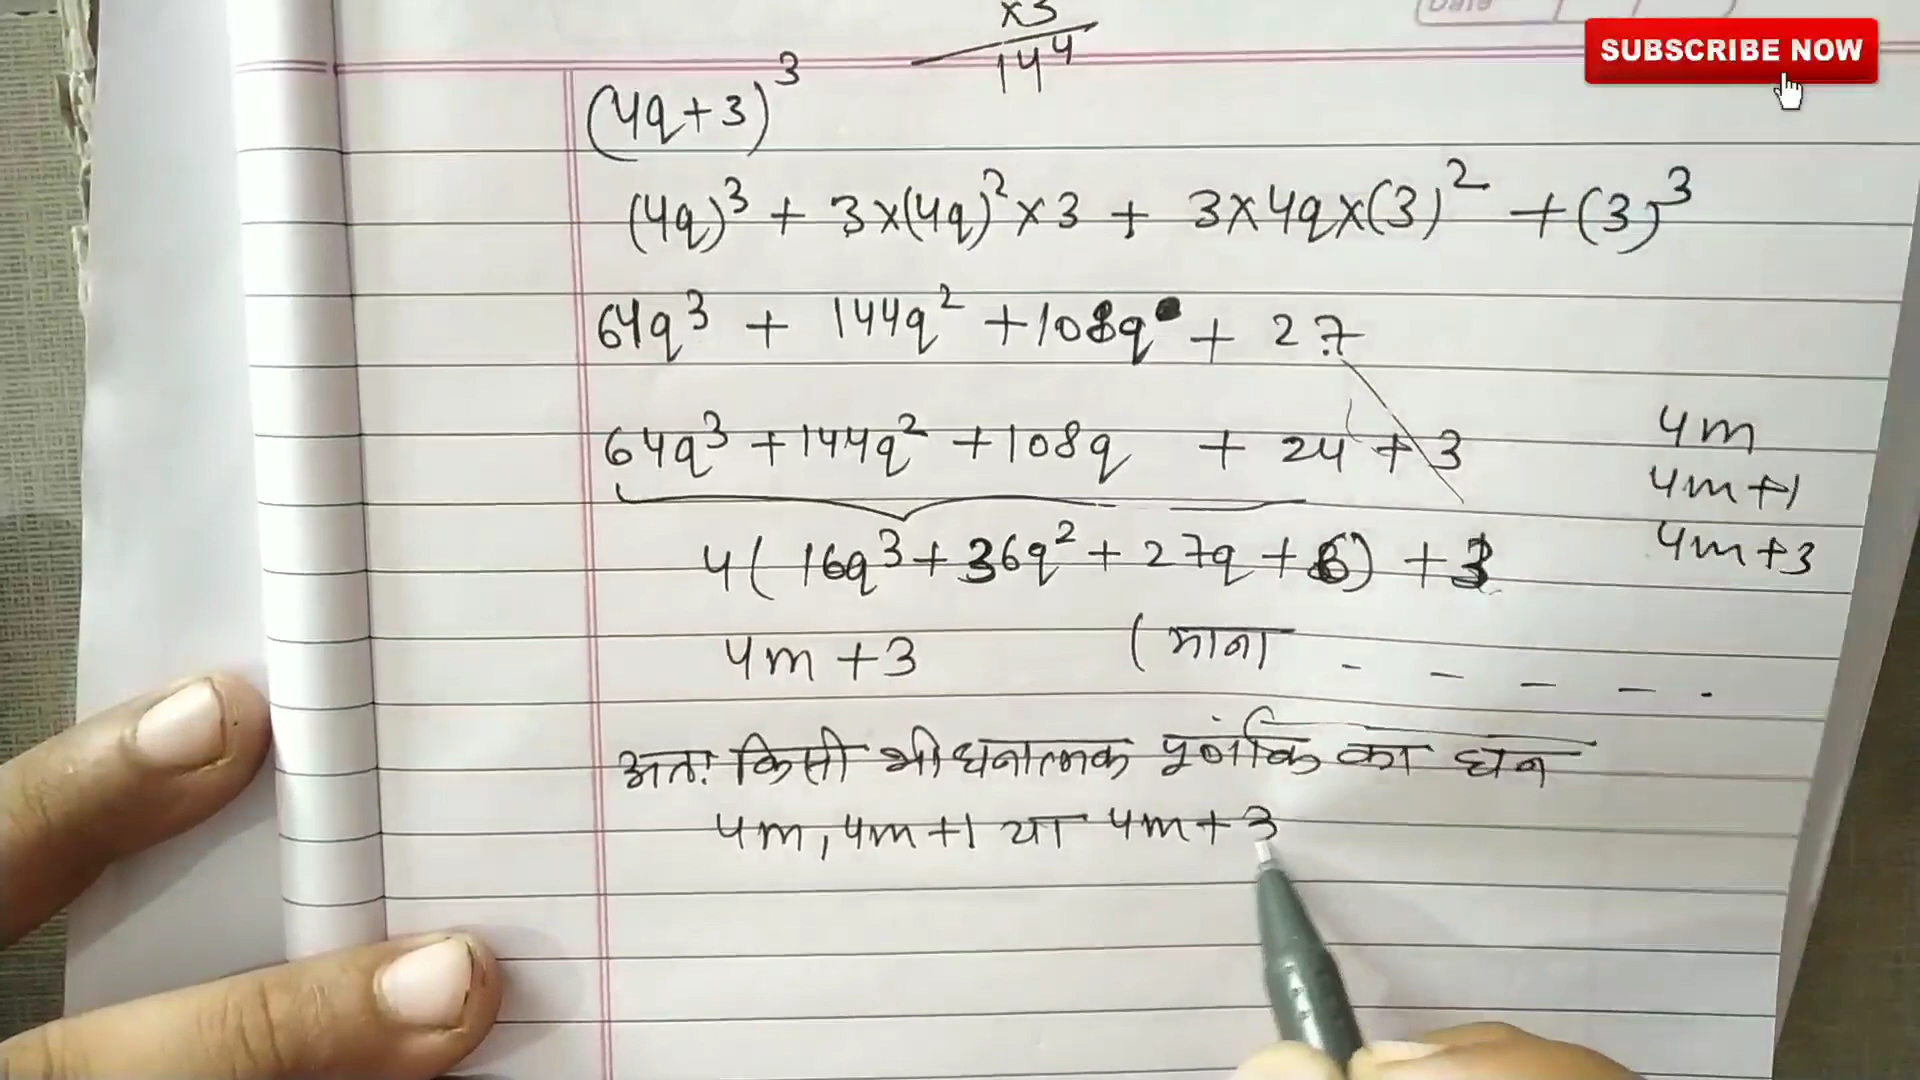 ×3
144
Date
SUBSCRIBE NOW
(4q+3)³
(4q)³ + 3×(4q)²×3 + 3×4q×(3)² + (3)³
64q³ + 144q² + 108q + 27
64q³ + 144q² + 108q + 24 + 3
4m
4m+1
4m+3
4(16q³ + 36q² + 27q + 6) + 3
4m + 3 (माना - - - - .
अतः किसी भी धनात्मक पूर्णांक का घन
4m, 4m+1 या 4m+3